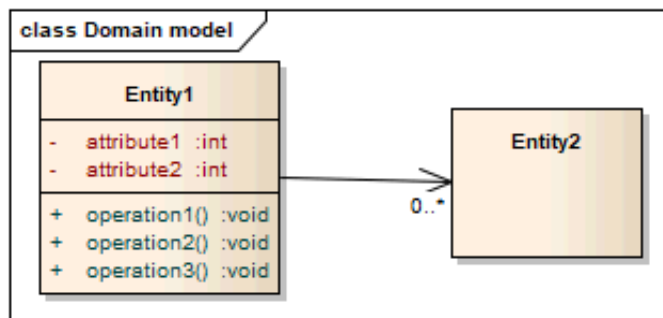 class Domain model
Entity1
- attribute1 :int
- attribute2 :int
+ operation1() :void
+ operation2() :void
+ operation3() :void
Entity2
0..*